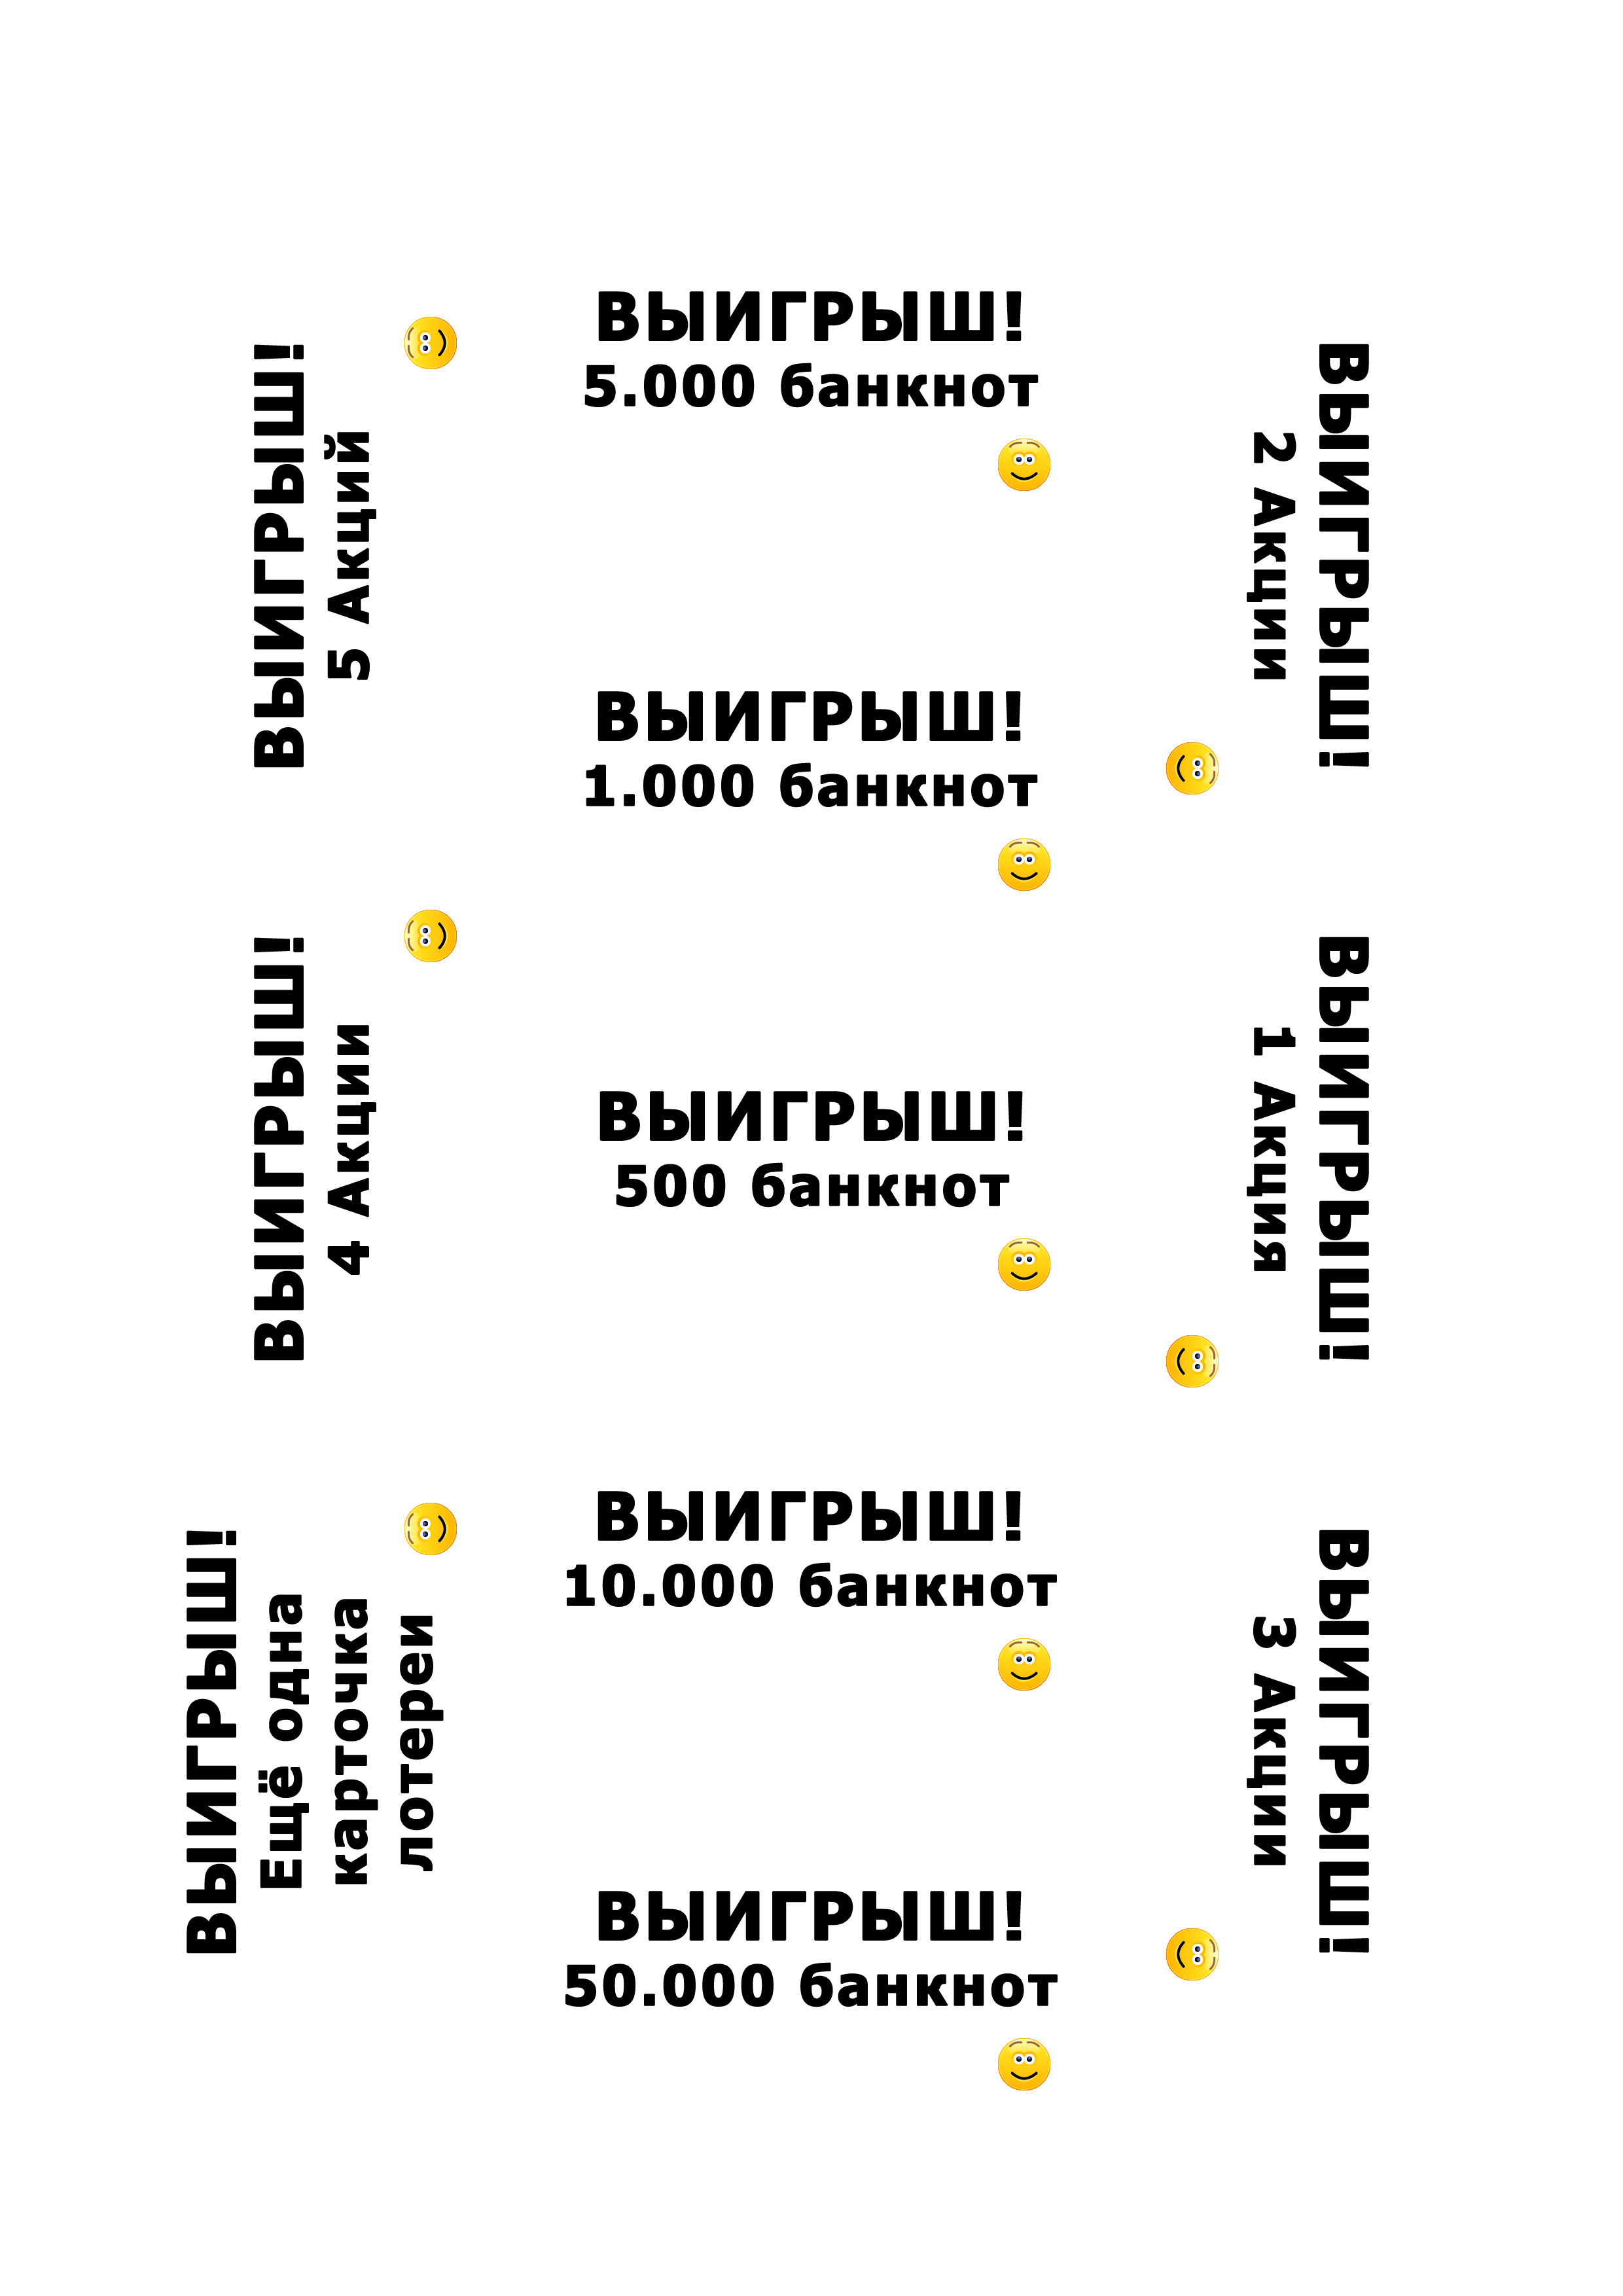 ВЫИГРЫШ!
5 Акций
ВЫИГРЫШ!
4 Акции
ВЫИГРЫШ!
Ещё одна
карточка
лотереи
ВЫИГРЫШ!
5.000 банкнот
ВЫИГРЫШ!
1.000 банкнот
ВЫИГРЫШ!
500 банкнот
ВЫИГРЫШ!
10.000 банкнот
ВЫИГРЫШ!
50.000 банкнот
ВЫИГРЫШ!
2 Акции
ВЫИГРЫШ!
1 Акция
ВЫИГРЫШ!
3 Акции